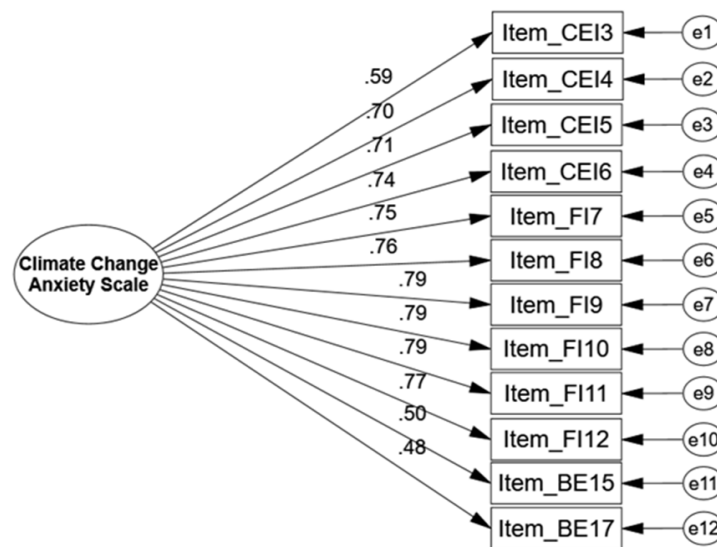 Climate Change
Anxiety Scale
.59
.70
.71
.74
.75
.76
.79
.79
.79
.77
.50
.48
Item_CEI3
e1
Item_CEI4
e2
Item_CEI5
e3
Item_CEI6
e4
Item_FI7
e5
Item_FI8
e6
Item_FI9
e7
Item_FI10
e8
Item_FI11
e9
Item_FI12
e10
Item_BE15
e11
Item_BE17
e12